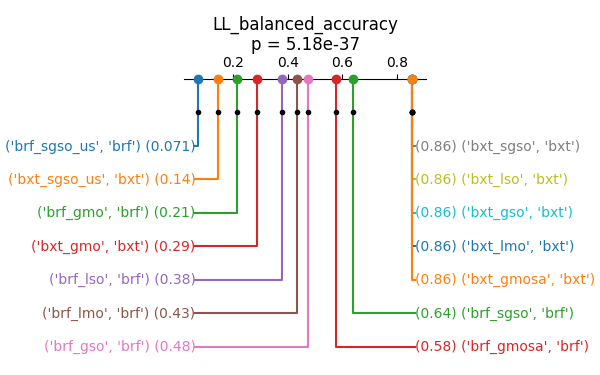 LL_balanced_accuracy
p = 5.18e-37
0.2 0.4 0.6 0.8
('brf_sgso_us', 'brf') (0.071)
(0.86) ('bxt_sgso', 'bxt')
('bxt_sgso_us', 'bxt') (0.14)
(0.86) ('bxt_lso', 'bxt')
('brf_gmo', 'brf') (0.21)
(0.86) ('bxt_gso', 'bxt')
('bxt_gmo', 'bxt') (0.29)
(0.86) ('bxt_lmo', 'bxt')
('brf_lso', 'brf') (0.38)
(0.86) ('bxt_gmosa', 'bxt')
('brf_lmo', 'brf') (0.43)
(0.64) ('brf_sgso', 'brf')
('brf_gso', 'brf') (0.48)
(0.58) ('brf_gmosa', 'brf')